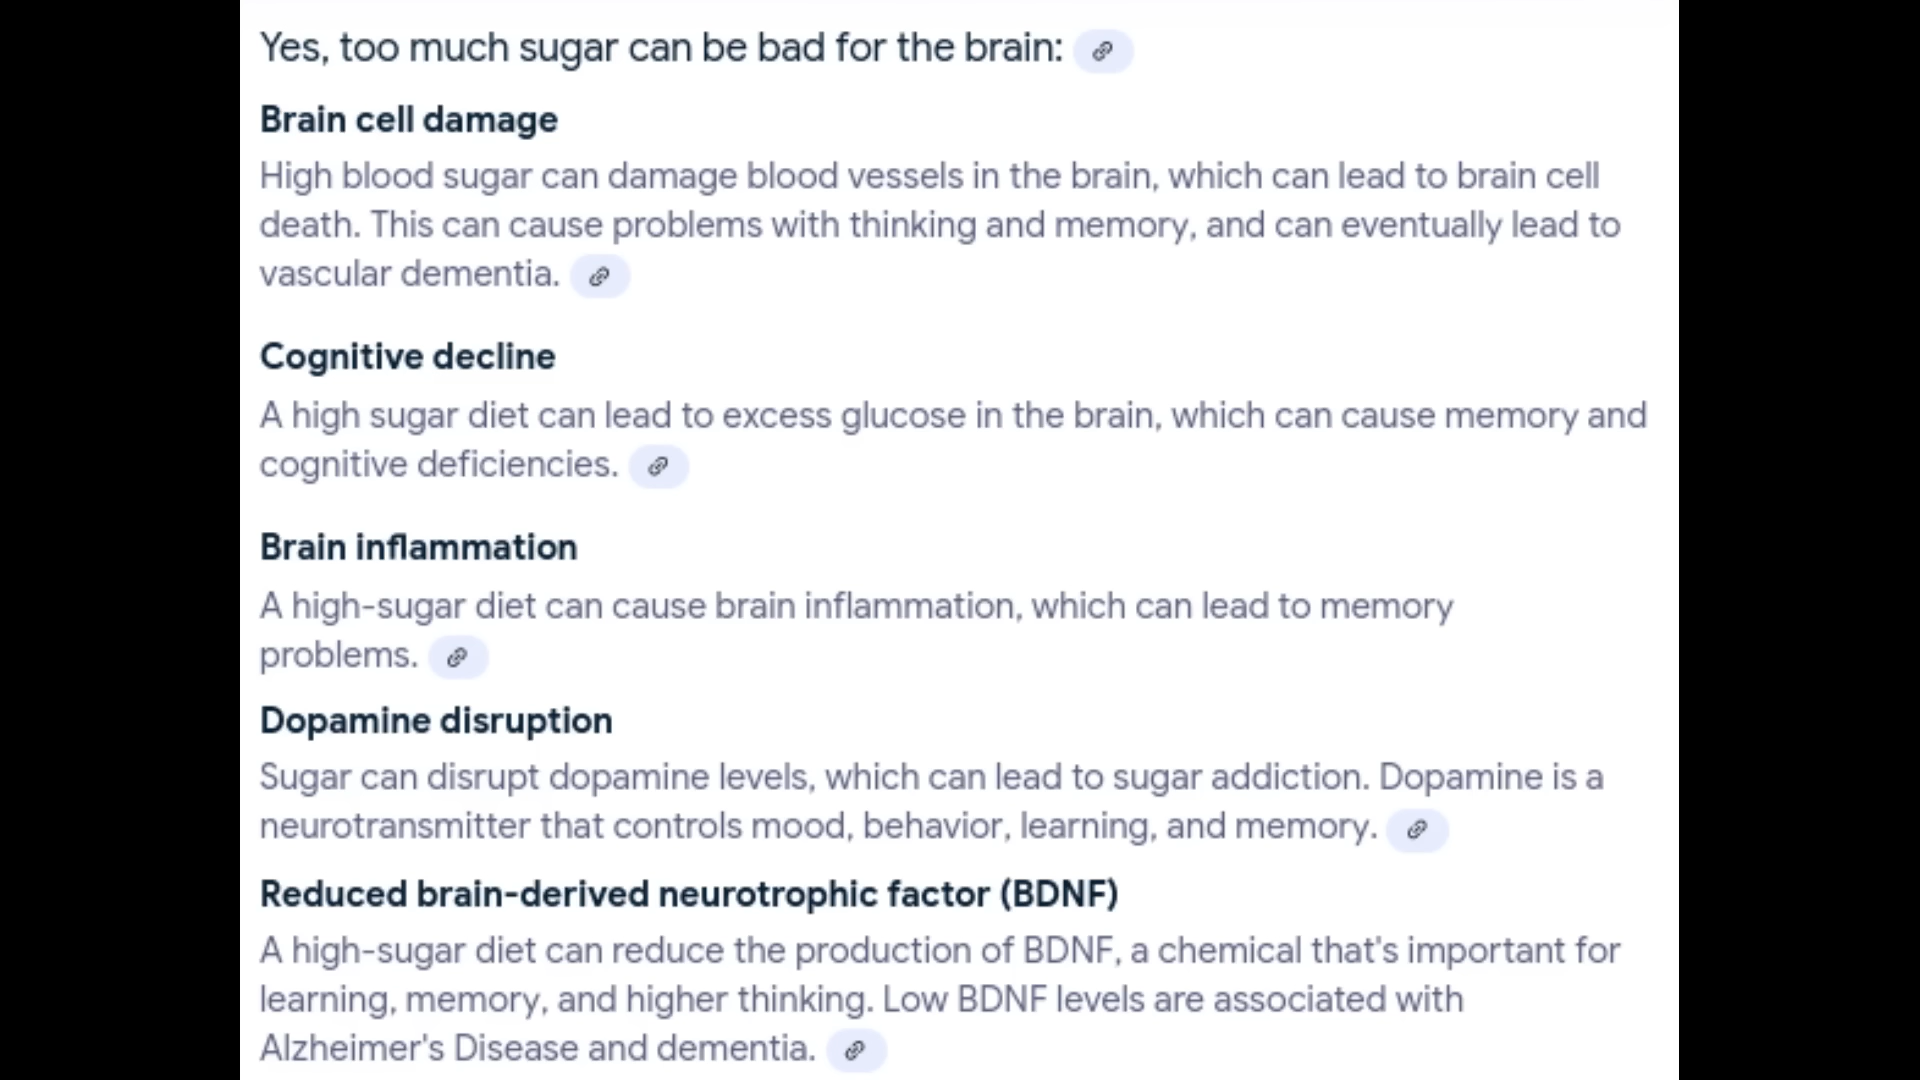 Yes, too much sugar can be bad for the brain:
Brain cell damage
High blood sugar can damage blood vessels in the brain, which can lead to brain cell
death. This can cause problems with thinking and memory, and can eventually lead to
vascular dementia.
Cognitive decline
A high sugar diet can lead to excess glucose in the brain, which can cause memory and
cognitive deficiencies.
Brain inflammation
A high-sugar diet can cause brain inflammation, which can lead to memory
problems.
Dopamine disruption
Sugar can disrupt dopamine levels, which can lead to sugar addiction. Dopamine is a
neurotransmitter that controls mood, behavior, learning, and memory.
Reduced brain-derived neurotrophic factor (BDNF)
A high-sugar diet can reduce the production of BDNF, a chemical that's important for
learning, memory, and higher thinking. Low BDNF levels are associated with
Alzheimer's Disease and dementia.